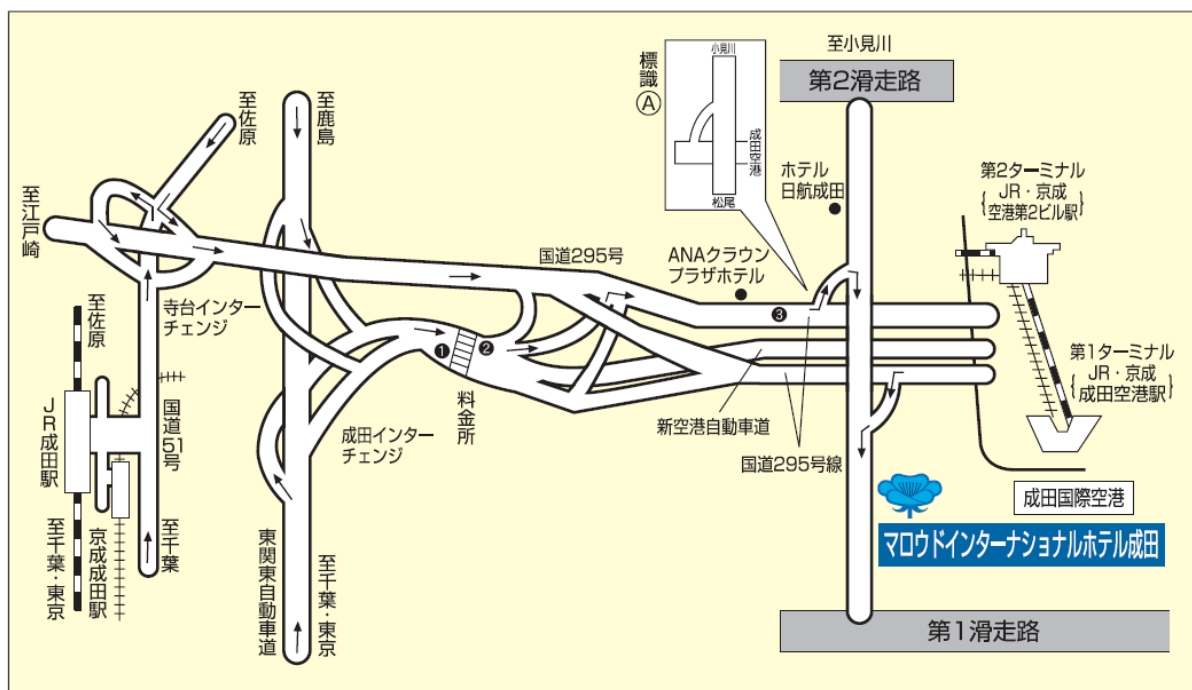 至小見川
第2滑走路
標識Ⓐ
小見川
成田空港
松尾
ホテル
日航成田
第2ターミナル
JR・京成
空港第2ビル駅
至佐原
至鹿島
至江戸崎
国道295号
ANAクラウン
プラザホテル
寺台インター
チェンジ
❶
❷
❸
至佐原
第1ターミナル
JR・京成
成田空港駅
JR成田駅
国道51号
料金所
成田インター
チェンジ
新空港自動車道
国道295号線
成田国際空港
マロウドインターナショナルホテル成田
至千葉・東京
京成成田駅
至千葉
東関東自動車道
至千葉・東京
第1滑走路